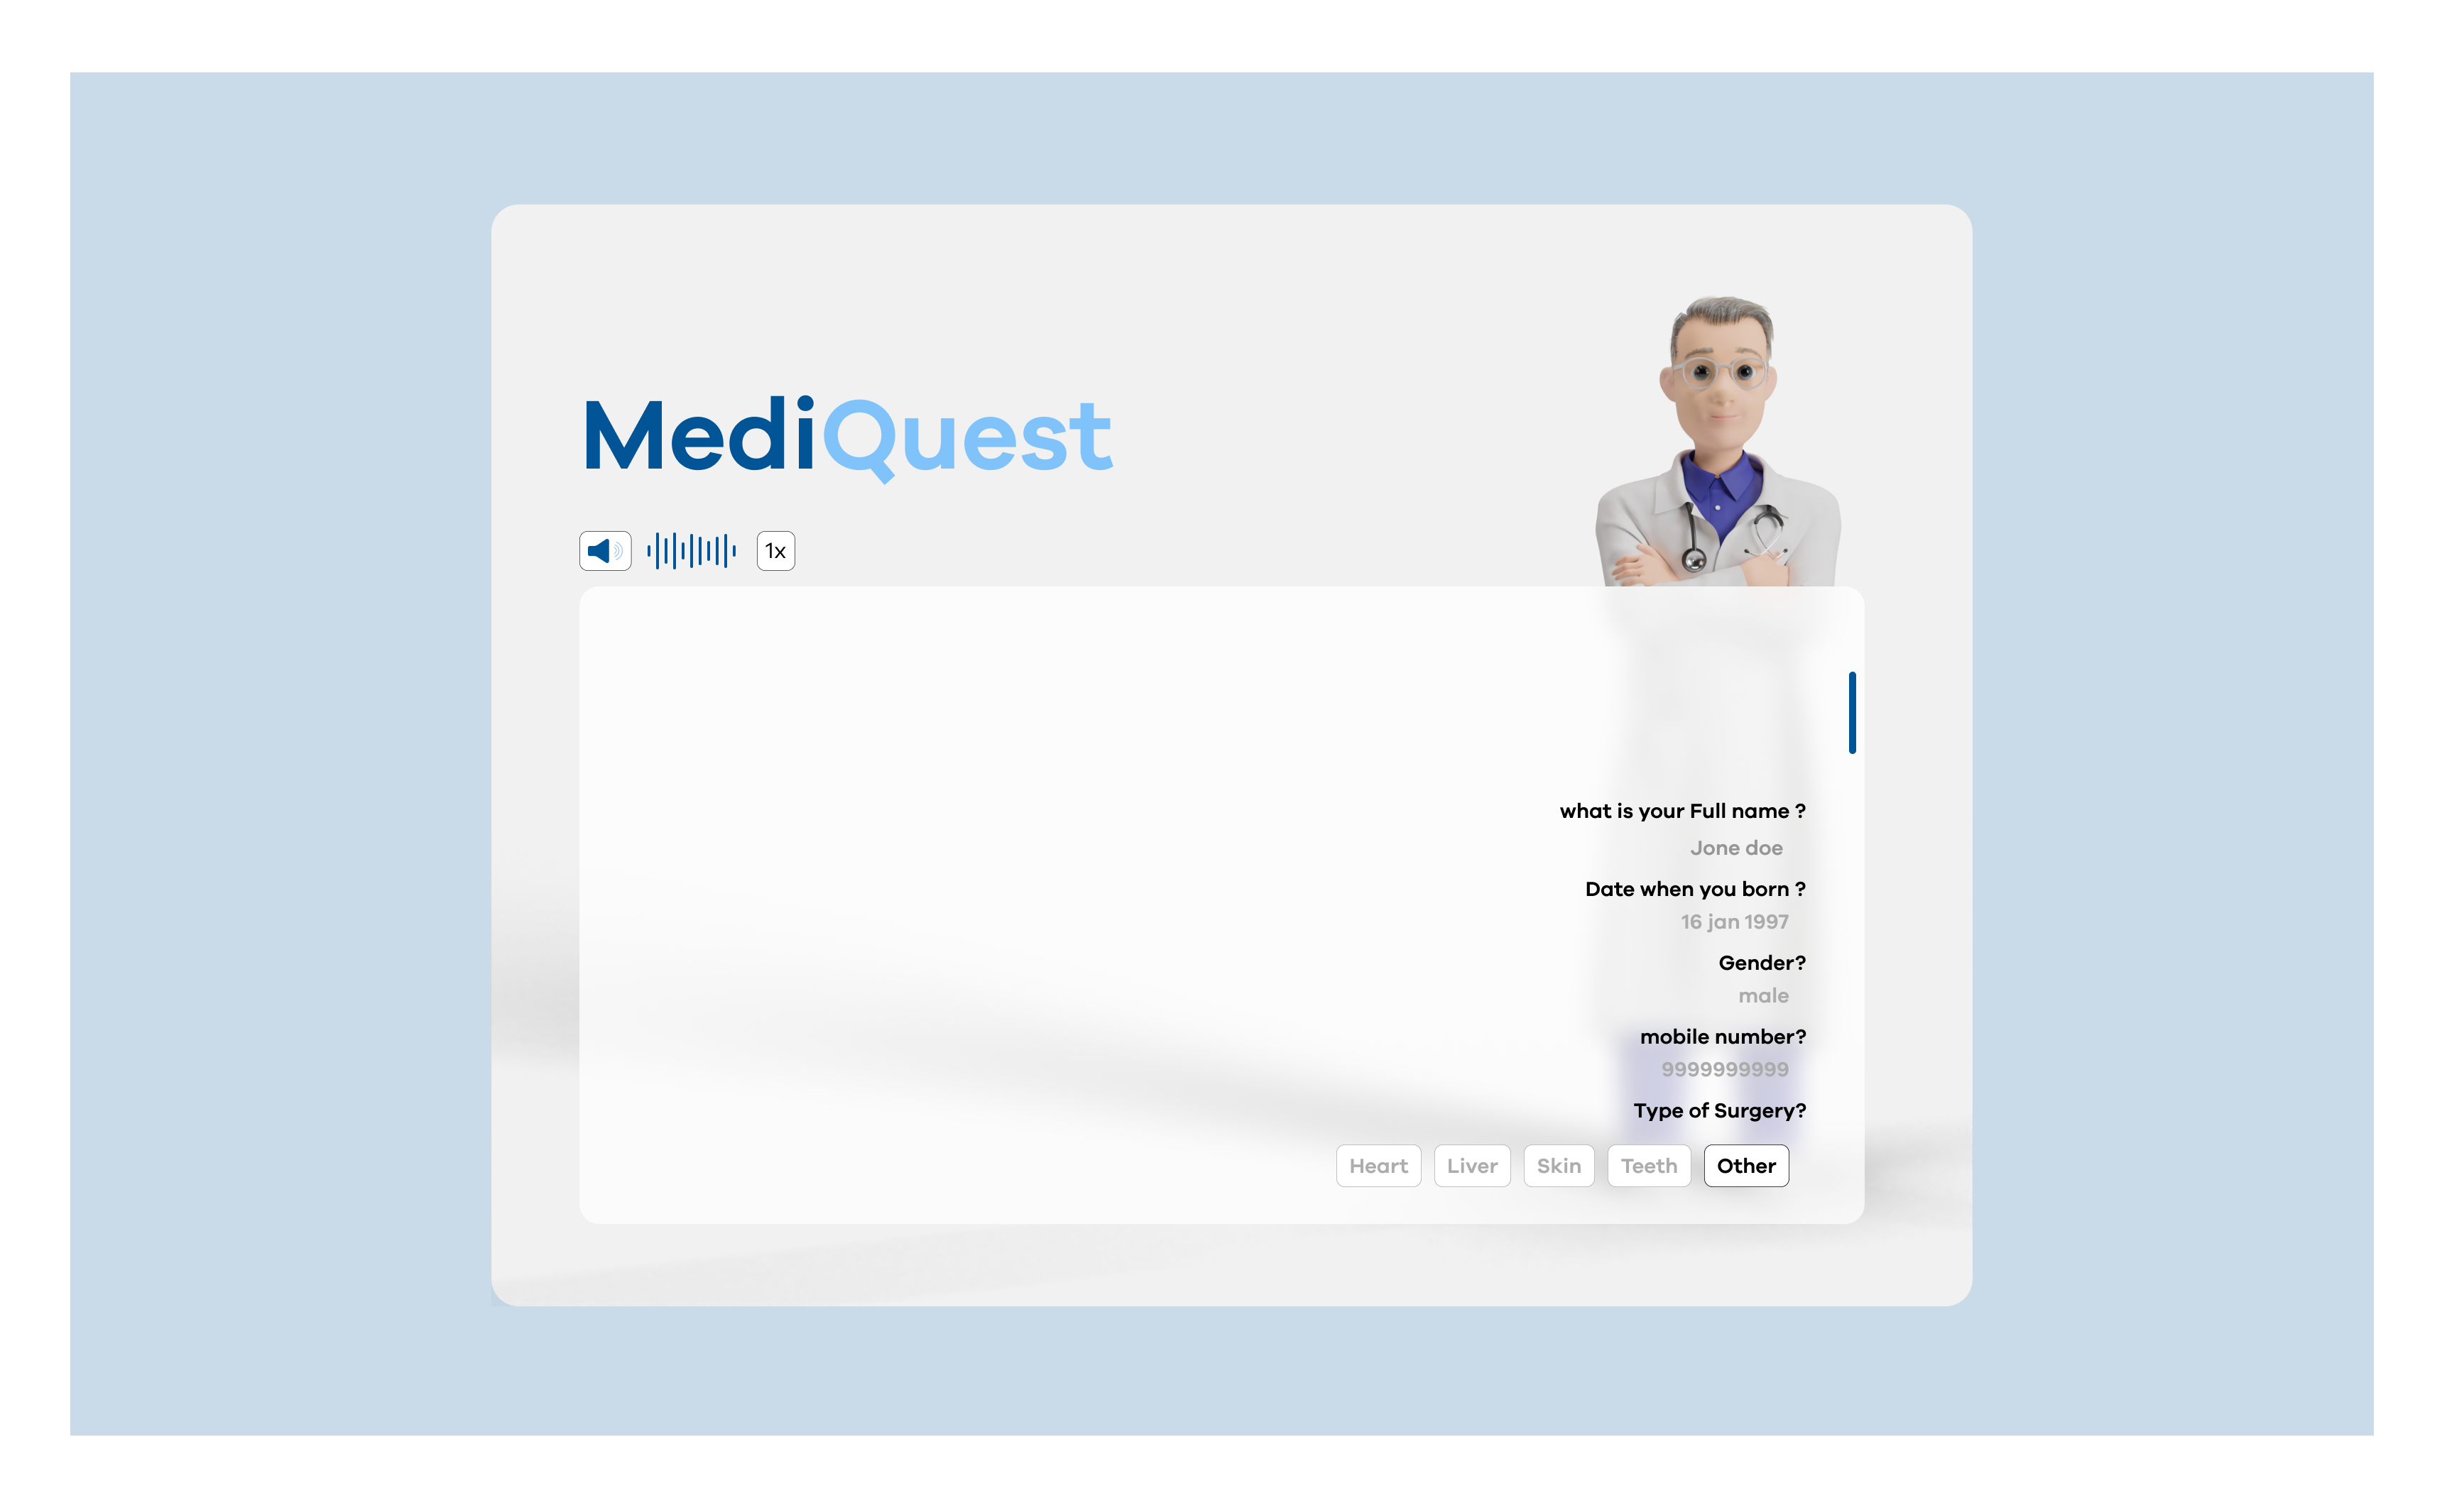 MediQuest
1x
what is your Full name ?
Jone doe
Date when you born ?
16 jan 1997
Gender?
male
mobile number?
9999999999
Type of Surgery?
Heart Liver Skin Teeth Other